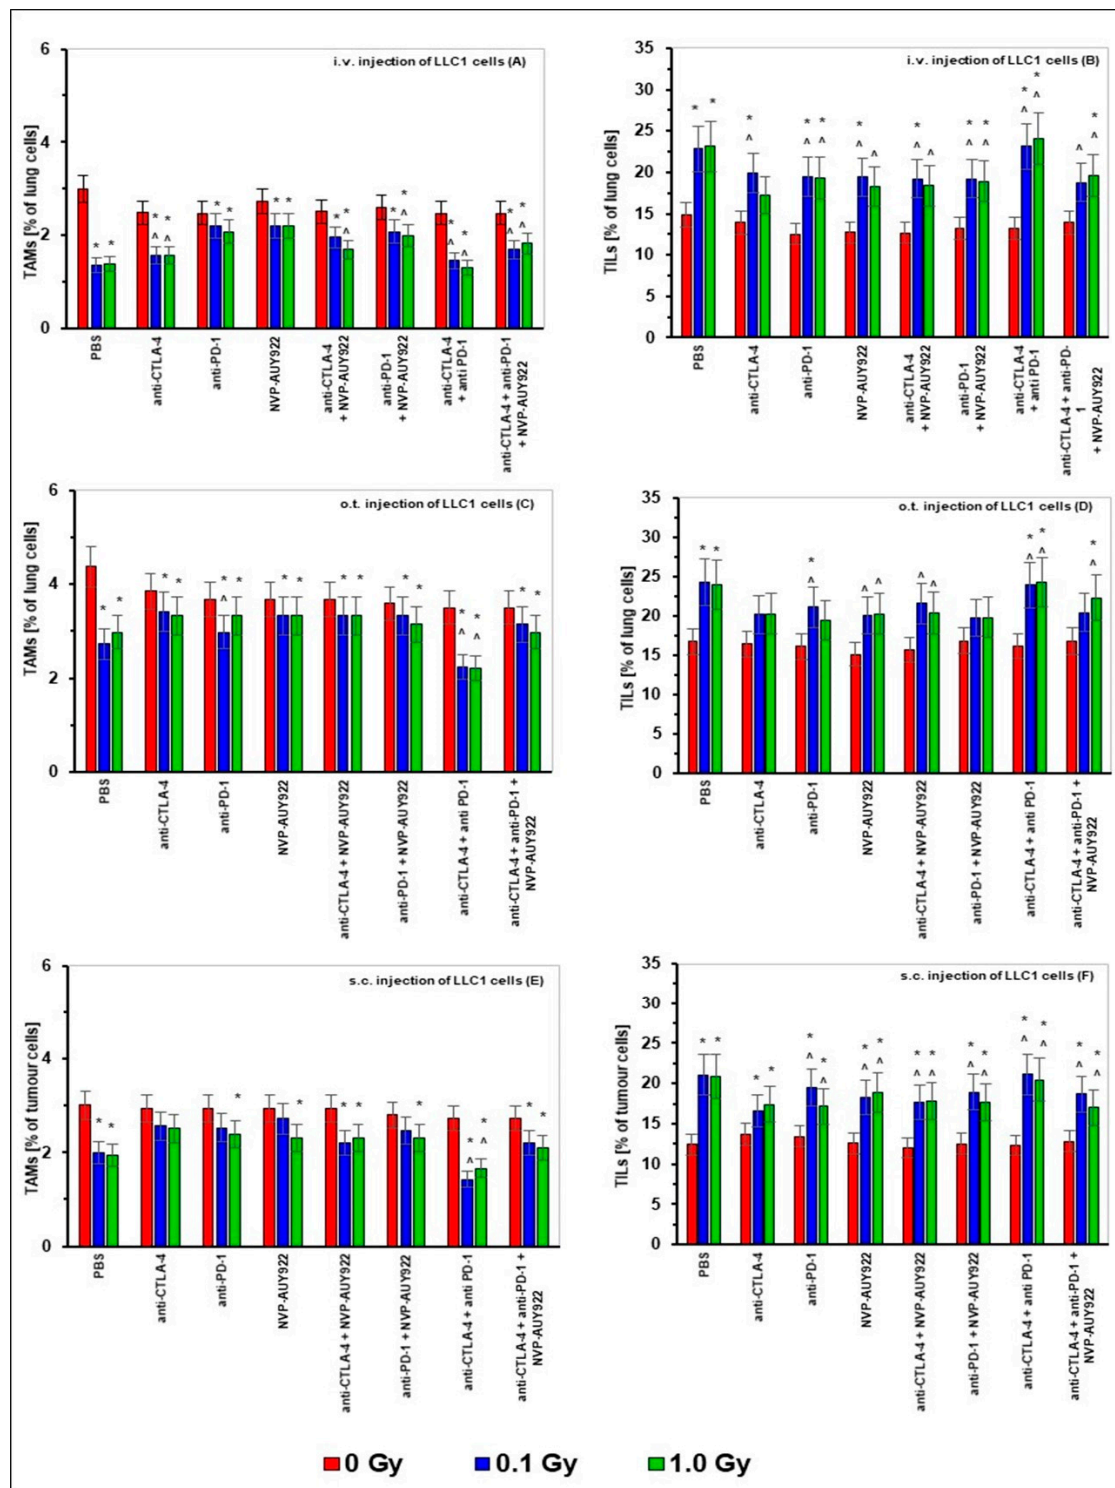 i.v. injection of LLC1 cells (A)
TAMs [% of lung cells]
6
4
2
0
PBS
anti-CTLA-4
anti-PD-1
NVP-AUY922
anti-CTLA-4
+ NVP-AUY922
anti-PD-1
+ NVP-AUY922
anti-CTLA-4
+ anti PD-1
anti-CTLA-4 + anti-PD-1
+ NVP-AUY922
i.v. injection of LLC1 cells (B)
TILs [% of lung cells]
35
30
25
20
15
10
5
0
PBS
anti-CTLA-4
anti-PD-1
NVP-AUY922
anti-CTLA-4
+ NVP-AUY922
anti-PD-1
+ NVP-AUY922
anti-CTLA-4
+ anti PD-1
anti-CTLA-4 + anti-PD-
1
+ NVP-AUY922
o.t. injection of LLC1 cells (C)
TAMs [% of lung cells]
6
4
2
0
PBS
anti-CTLA-4
anti-PD-1
NVP-AUY922
anti-CTLA-4 + NVP-AUY922
anti-PD-1 + NVP-AUY922
anti-CTLA-4 + anti PD-1
anti-CTLA-4 + anti-PD-1 +
NVP-AUY922
o.t. injection of LLC1 cells (D)
TILs [% of lung cells]
35
30
25
20
15
10
5
0
PBS
anti-CTLA-4
anti-PD-1
NVP-AUY922
anti-CTLA-4 + NVP-AUY922
anti-PD-1 + NVP-AUY922
anti-CTLA-4 + anti PD-1
anti-CTLA-4 + anti-PD-1 +
NVP-AUY922
s.c. injection of LLC1 cells (E)
TAMs [% of tumour cells]
6
4
2
0
PBS
anti-CTLA-4
anti-PD-1
NVP-AUY922
anti-CTLA-4 + NVP-AUY922
anti-PD-1 + NVP-AUY922
anti-CTLA-4 + anti PD-1
anti-CTLA-4 + anti-PD-1 +
NVP-AUY922
s.c. injection of LLC1 cells (F)
TILs [% of tumour cells]
35
30
25
20
15
10
5
0
PBS
anti-CTLA-4
anti-PD-1
NVP-AUY922
anti-CTLA-4 + NVP-AUY922
anti-PD-1 + NVP-AUY922
anti-CTLA-4 + anti PD-1
anti-CTLA-4 + anti-PD-1 +
NVP-AUY922
0 Gy 0.1 Gy 1.0 Gy